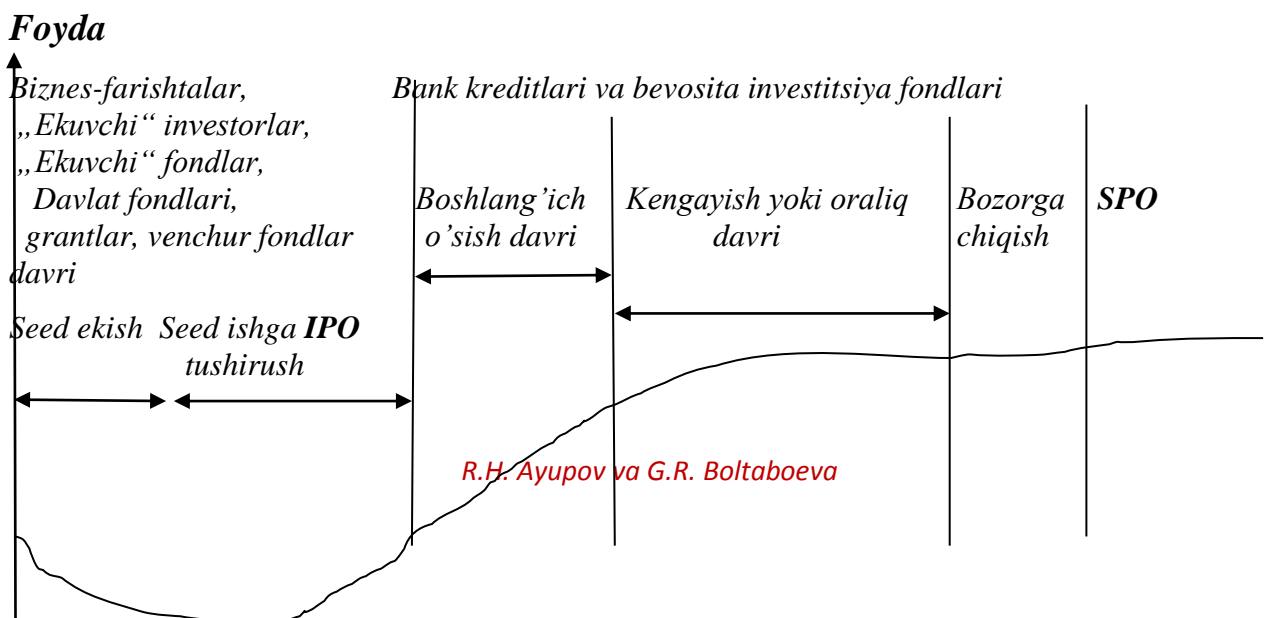 Foyda
Biznes-farishtalar,
„Ekuvchi“ investorlar,
„Ekuvchi“ fondlar,
Davlat fondlari,
grantlar, venchur fondlar
davri
Bank kreditlari va bevosita investitsiya fondlari
Boshlang’ich
o’sish davri
Kengayish yoki oraliq
davri
Bozorga
chiqish
SPO
Seed ekish Seed ishga IPO
tushirush
R.H. Ayupov va G.R. Boltaboeva